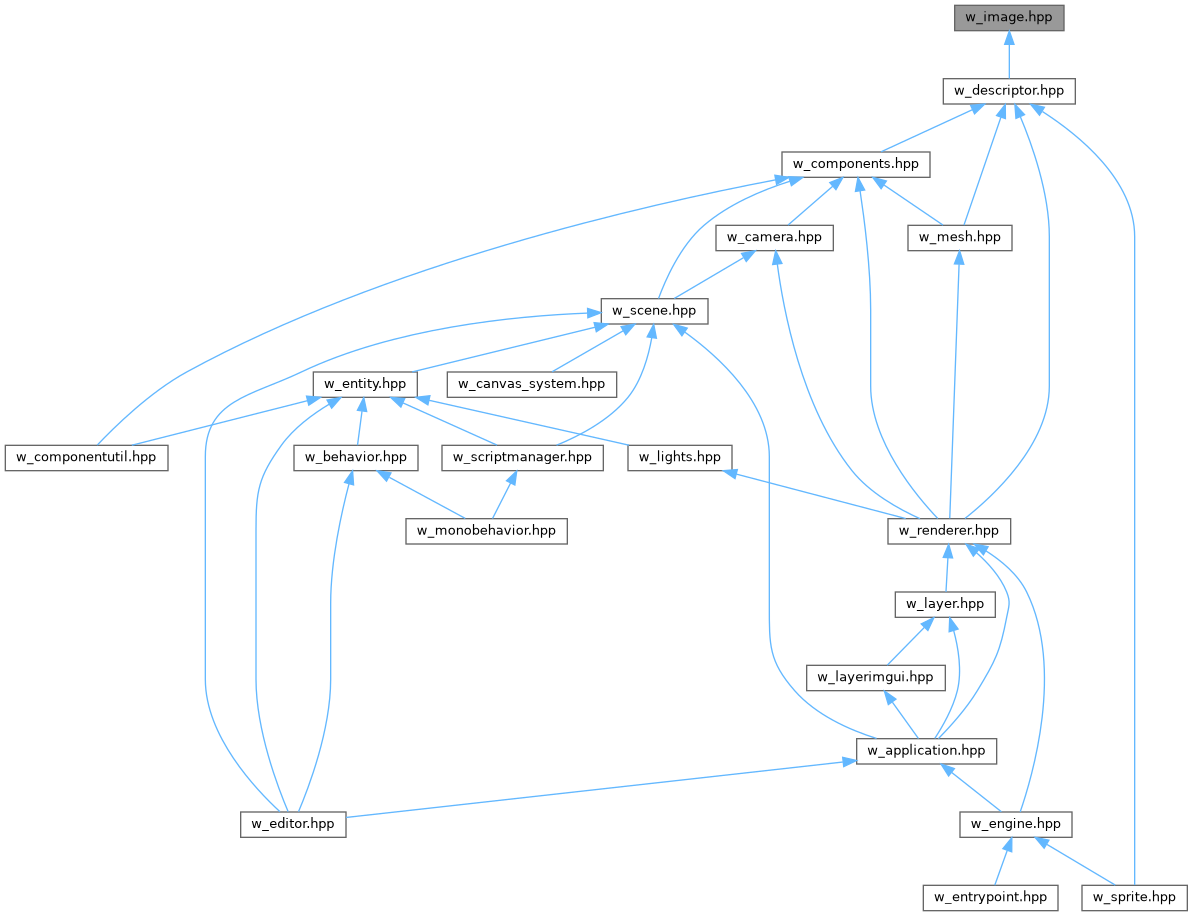 w_image.hpp
w_descriptor.hpp
w_components.hpp
w_camera.hpp
w_mesh.hpp
w_scene.hpp
w_entity.hpp
w_canvas_system.hpp
w_componentutil.hpp
w_behavior.hpp
w_scriptmanager.hpp
w_lights.hpp
w_monobehavior.hpp
w_renderer.hpp
w_layer.hpp
w_layerimgui.hpp
w_application.hpp
w_editor.hpp
w_engine.hpp
w_entrypoint.hpp
w_sprite.hpp